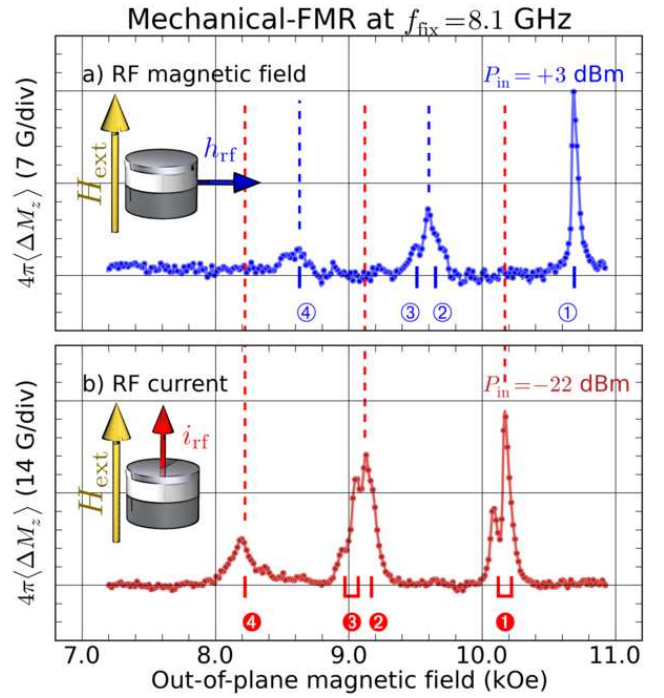 Mechanical-FMR at f_fix=8.1 GHz
a) RF magnetic field
P_in=+3 dBm
H_ext
h_rf
4π⟨ΔM_z⟩ (7 G/div)
④ ③ ② ①
b) RF current
P_in=−22 dBm
H_ext
i_rf
4π⟨ΔM_z⟩ (14 G/div)
❹ ❸ ❷ ❶
7.0 8.0 9.0 10.0 11.0
Out-of-plane magnetic field (kOe)